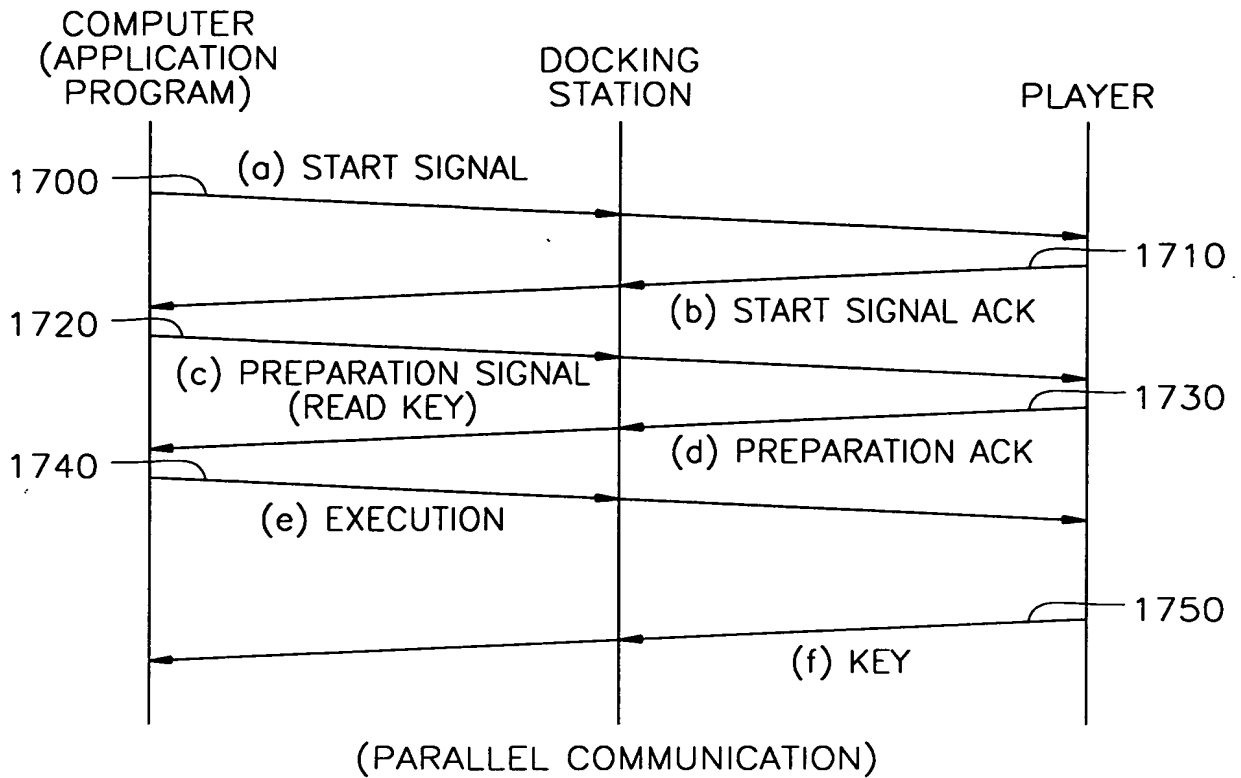 COMPUTER
(APPLICATION
PROGRAM)
DOCKING
STATION
PLAYER
1700
(a) START SIGNAL
1710
(b) START SIGNAL ACK
1720
(c) PREPARATION SIGNAL
(READ KEY)
1730
(d) PREPARATION ACK
1740
(e) EXECUTION
1750
(f) KEY
(PARALLEL COMMUNICATION)